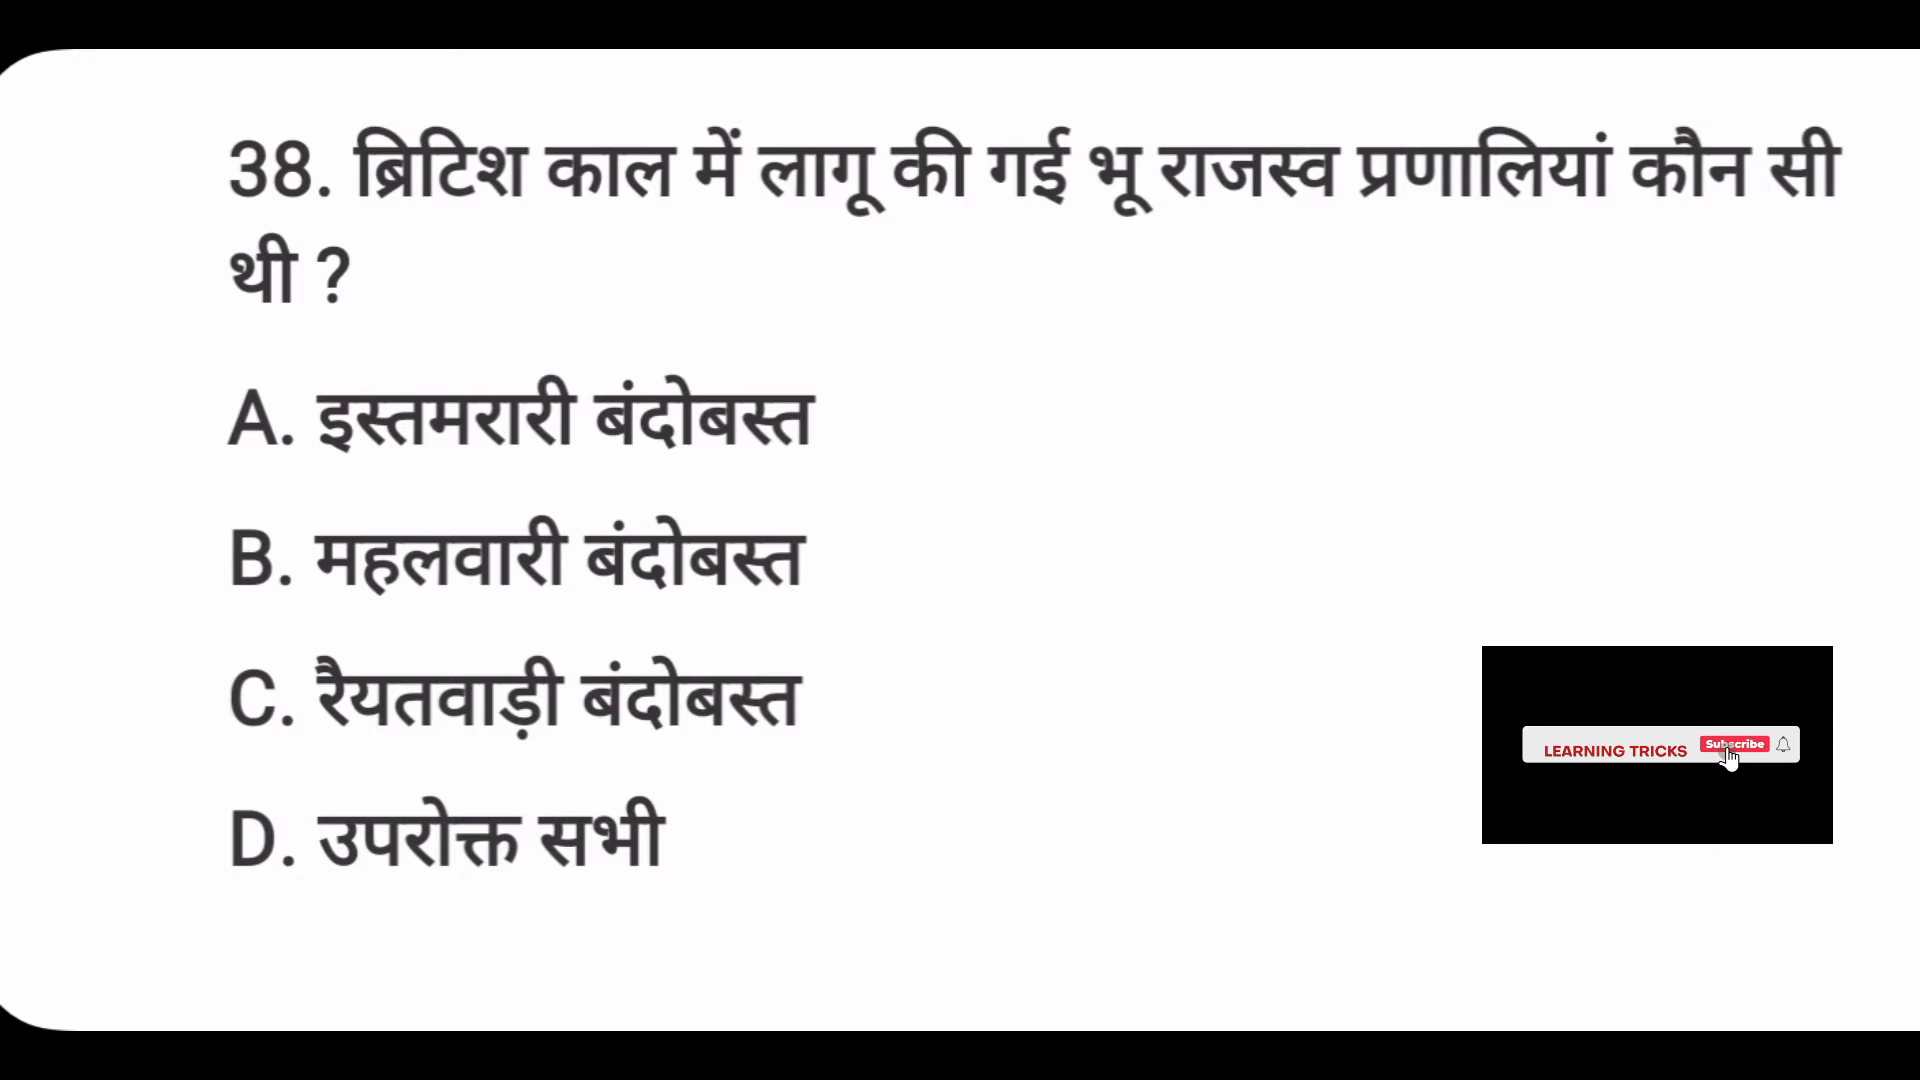 38. ब्रिटिश काल में लागू की गई भू राजस्व प्रणालियां कौन सी
थी ?
A. इस्तमरारी बंदोबस्त
B. महलवारी बंदोबस्त
C. रैयतवाड़ी बंदोबस्त
D. उपरोक्त सभी
LEARNING TRICKS Subscribe